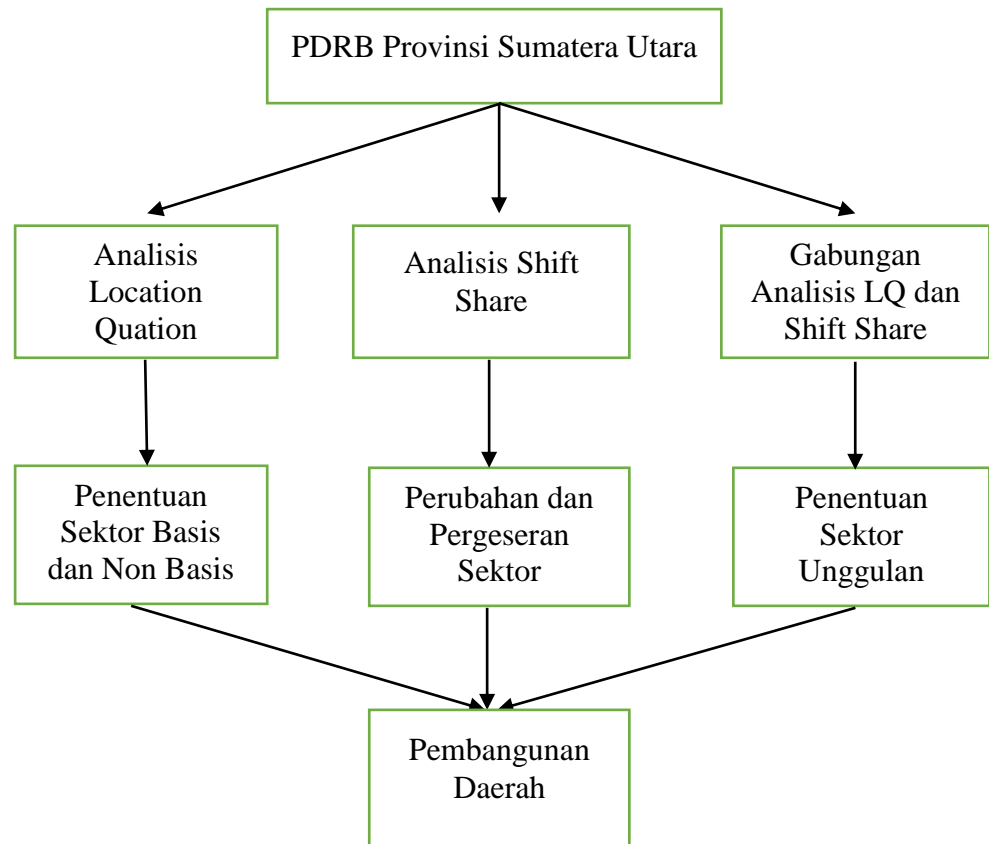 PDRB Provinsi Sumatera Utara
Analisis
Location
Quation
Analisis Shift
Share
Gabungan
Analisis LQ dan
Shift Share
Penentuan
Sektor Basis
dan Non Basis
Perubahan dan
Pergeseran
Sektor
Penentuan
Sektor
Unggulan
Pembangunan
Daerah